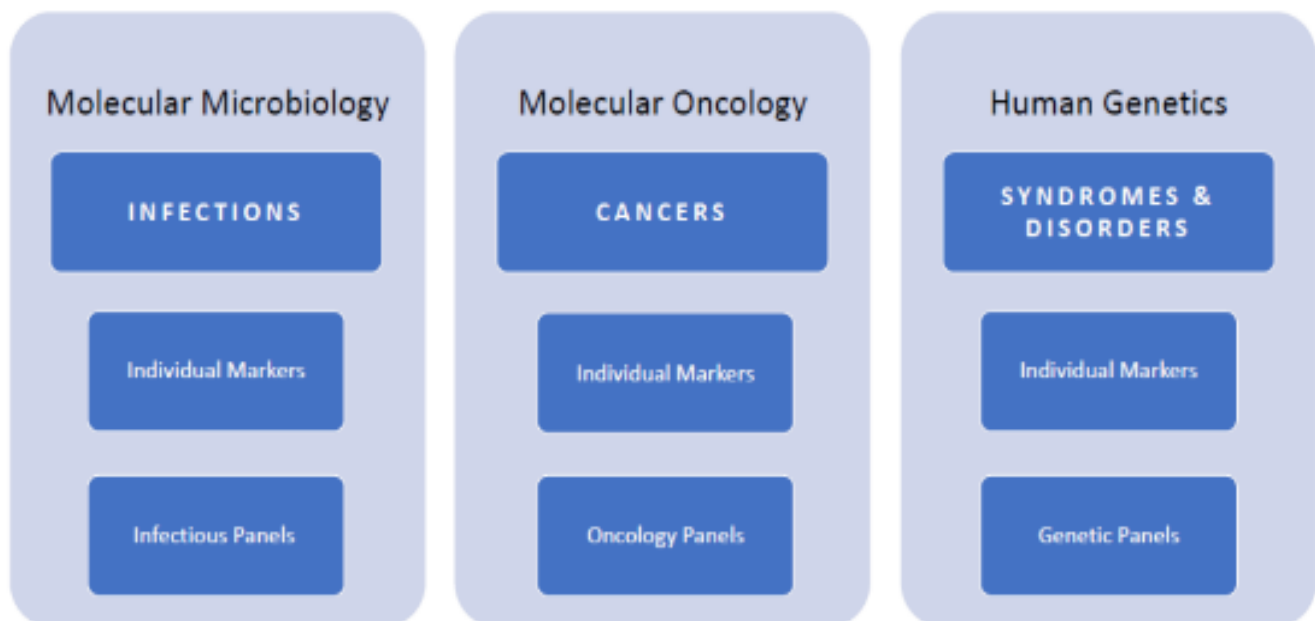 Molecular Microbiology
INFECTIONS
Individual Markers
Infectious Panels
Molecular Oncology
CANCERS
Individual Markers
Oncology Panels
Human Genetics
SYNDROMES &
DISORDERS
Individual Markers
Genetic Panels